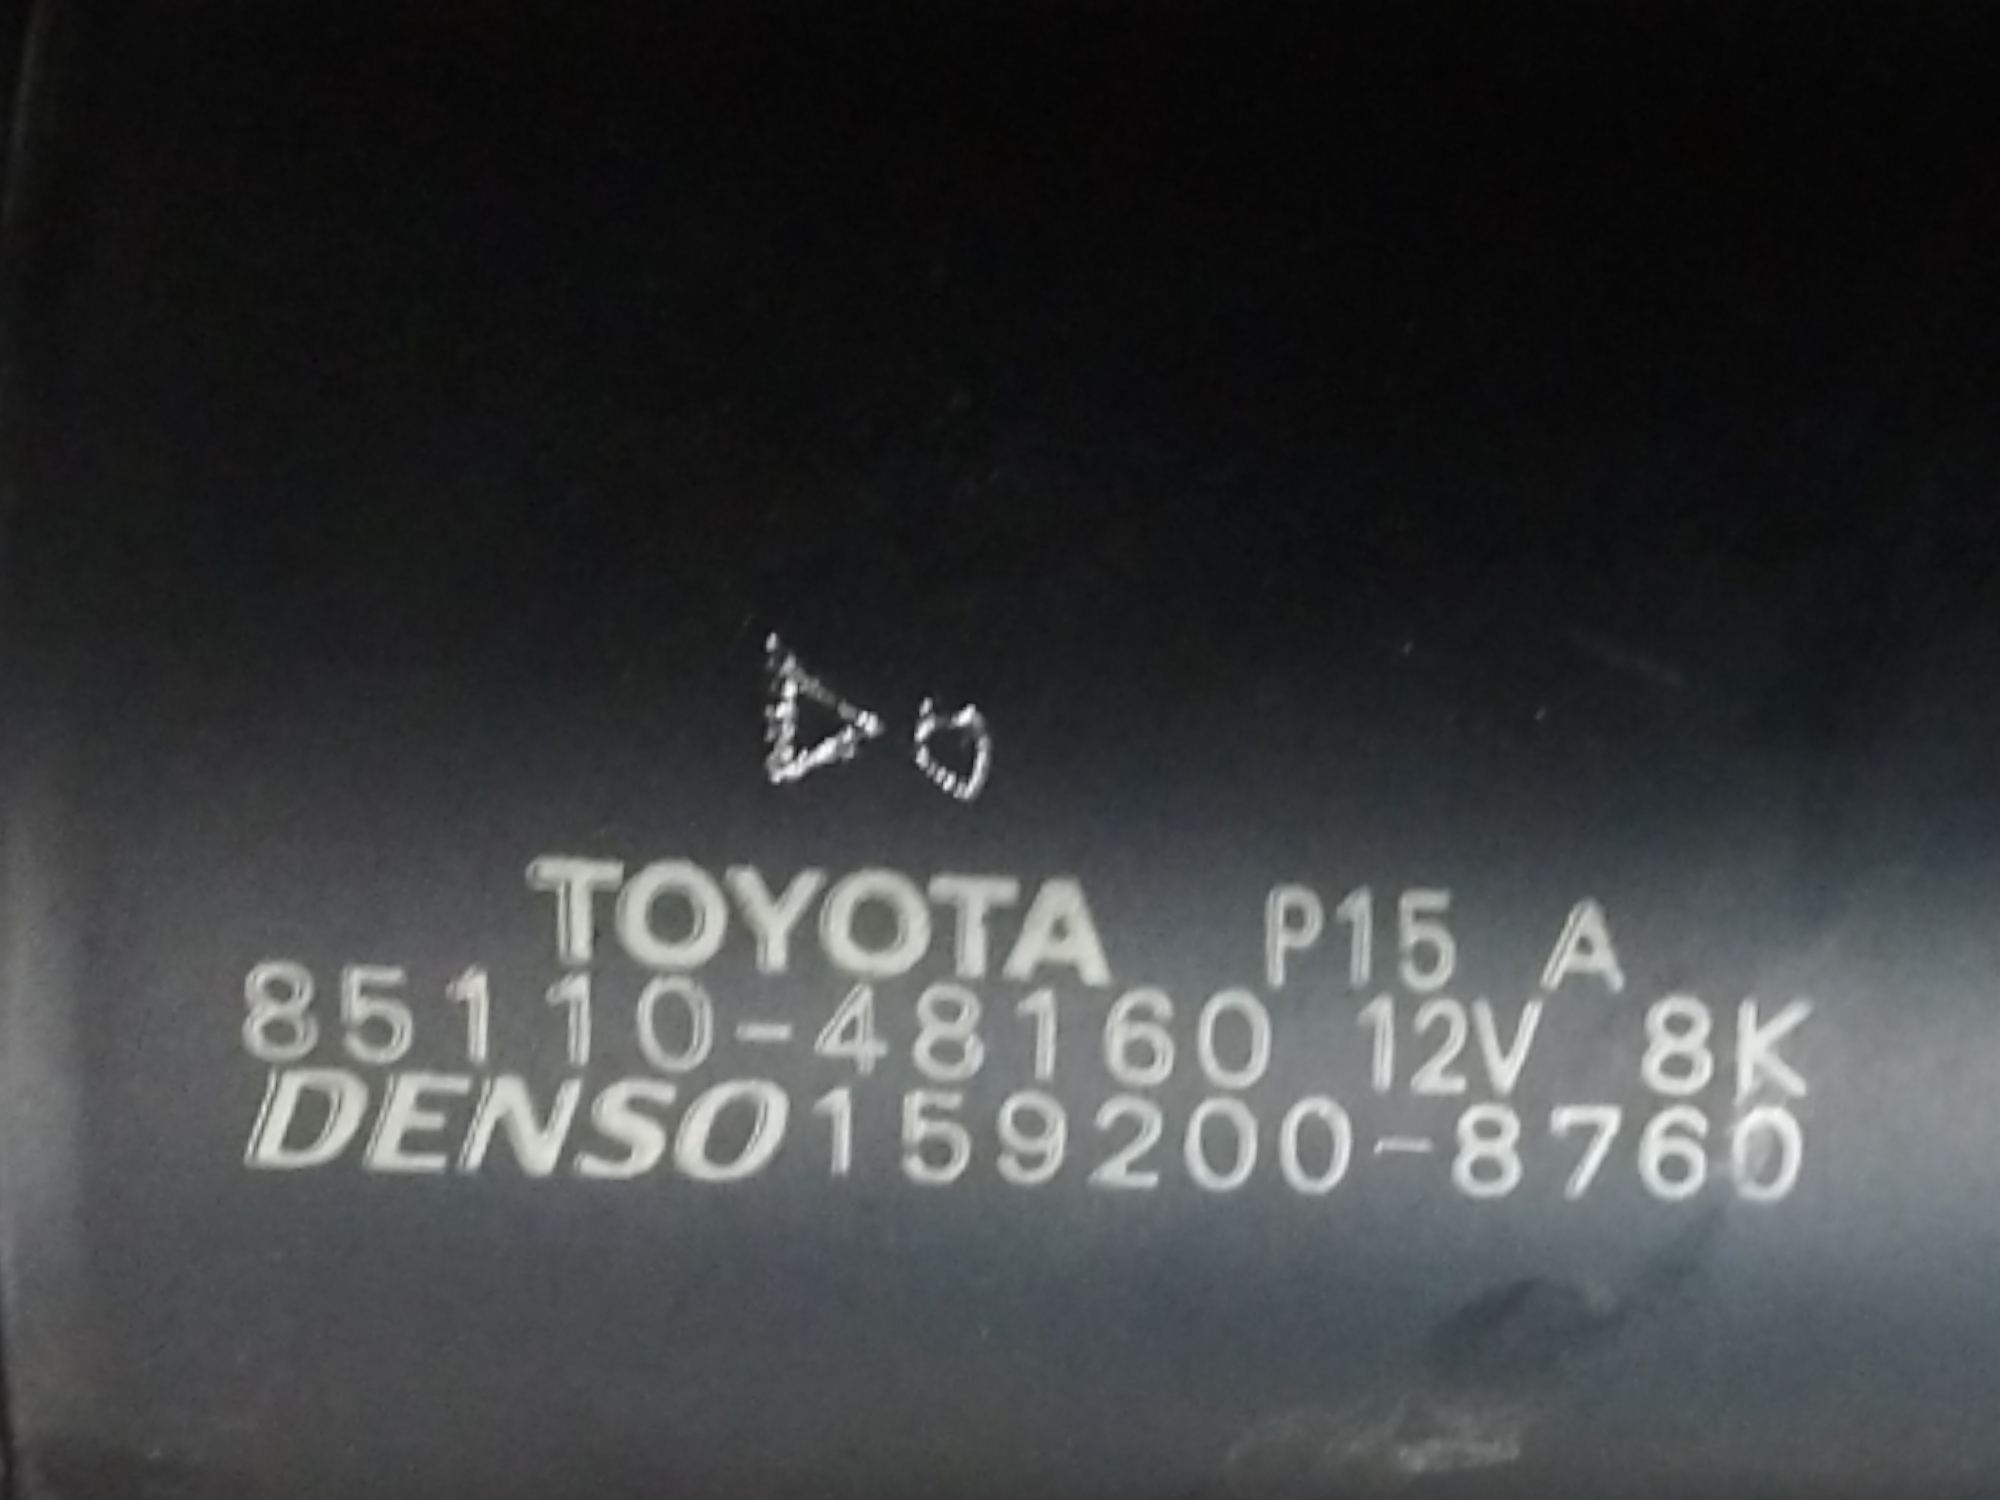 TOYOTA P15 A
85110-48160 12V 8K
DENSO 159200-8760